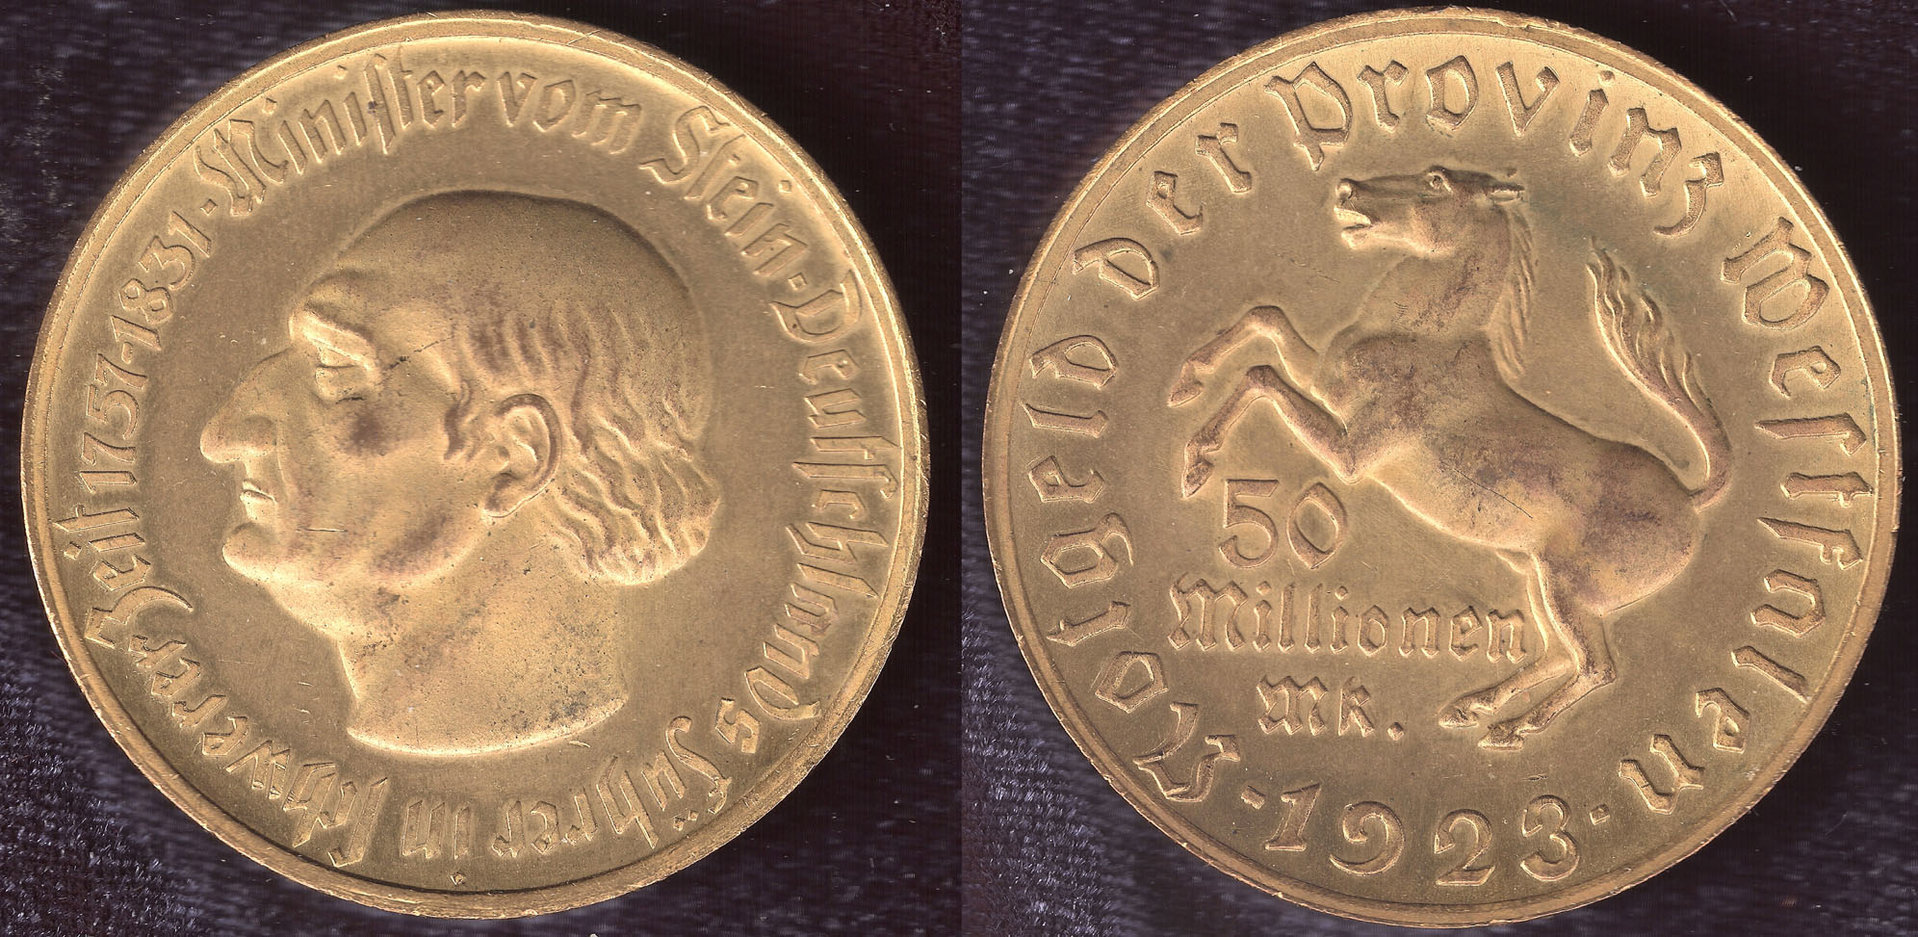 Minister vom Stein · Deutschlands Führer in schwerer Zeit 1757-1831 ·
Notgeld der Provinz Westfalen
50
Millionen
Mk.
· 1923 ·